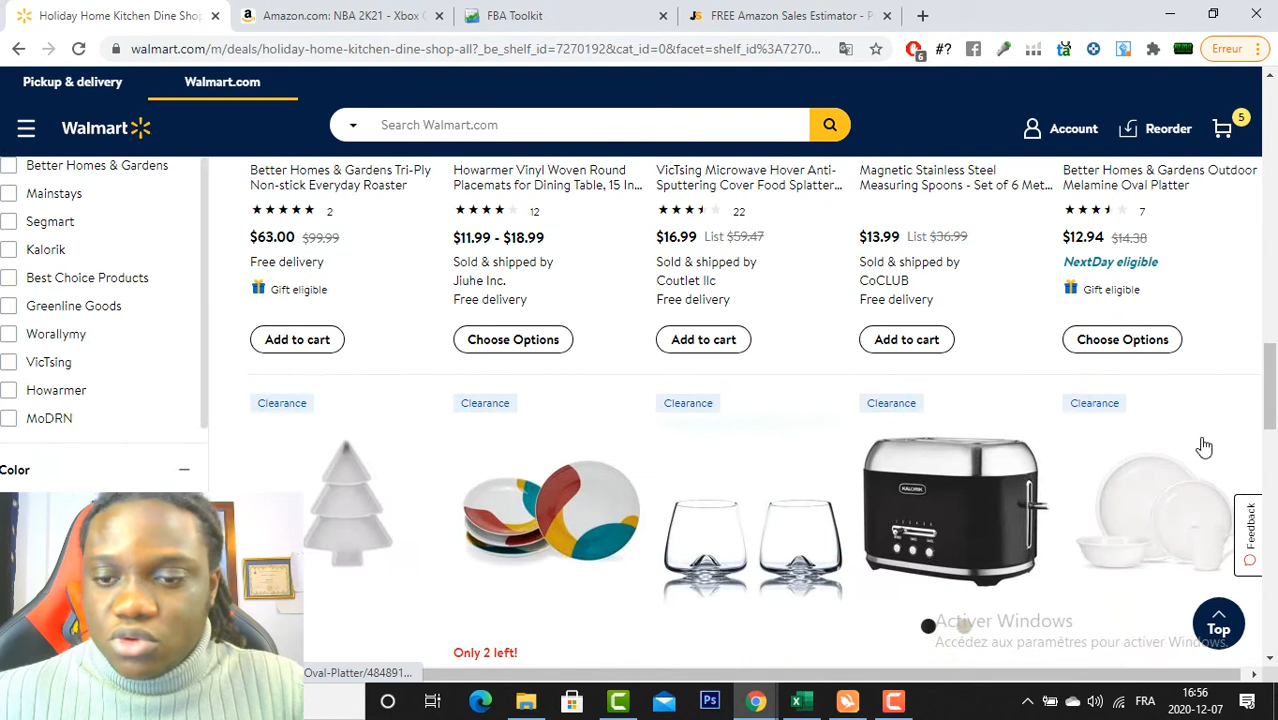 Holiday Home Kitchen Dine Shop
Amazon.com: NBA 2K21 - Xbox
FBA Toolkit
FREE Amazon Sales Estimator - P
walmart.com/m/deals/holiday-home-kitchen-dine-shop-all?_be_shelf_id=7270192&cat_id=0&facet=shelf_id%3A7270...
6
#?
Erreur
Pickup & delivery
Walmart.com
Walmart
Search Walmart.com
Account
Reorder
5
Better Homes & Gardens
Mainstays
Segmart
Kalorik
Best Choice Products
Greenline Goods
Worallymy
VicTsing
Howarmer
MoDRN
Color
Better Homes & Gardens Tri-Ply
Non-stick Everyday Roaster
2
$63.00 $99.99
Free delivery
Gift eligible
Add to cart
Howarmer Vinyl Woven Round
Placemats for Dining Table, 15 In...
12
$11.99 - $18.99
Sold & shipped by
Jiuhe Inc.
Free delivery
Choose Options
VicTsing Microwave Hover Anti-
Sputtering Cover Food Splatter...
22
$16.99 List $59.47
Sold & shipped by
Coutlet llc
Free delivery
Add to cart
Magnetic Stainless Steel
Measuring Spoons - Set of 6 Met...
$13.99 List $36.99
Sold & shipped by
CoCLUB
Free delivery
Add to cart
Better Homes & Gardens Outdoor
Melamine Oval Platter
7
$12.94 $14.38
NextDay eligible
Gift eligible
Choose Options
Clearance
Clearance
Clearance
Clearance
Clearance
KALORIK
Feedback
Top
Only 2 left!
Activer Windows
Accédez aux paramètres pour activer Windows.
Oval-Platter/484891...
Ps
FRA
16:56
2020-12-07